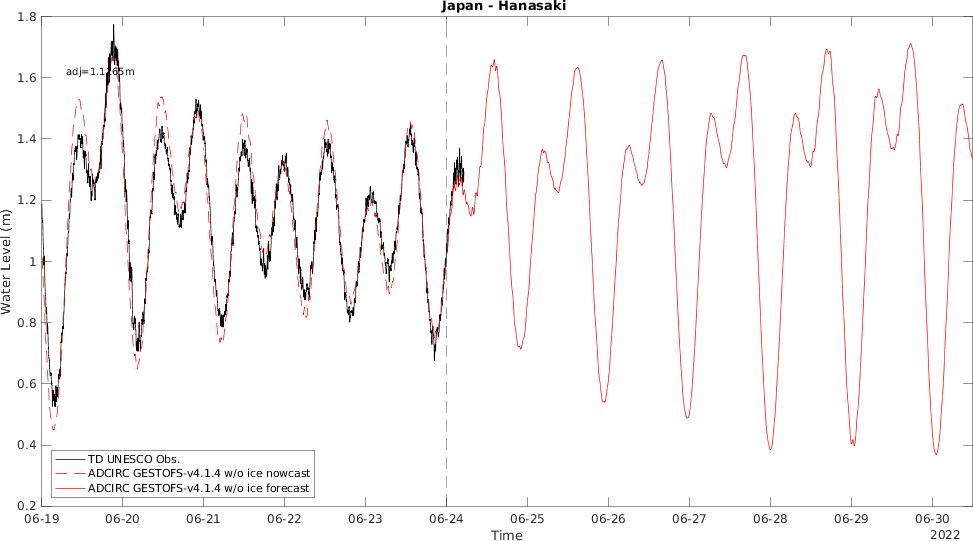 Japan - Hanasaki
1.8
1.6
1.4
1.2
1
0.8
0.6
0.4
0.2
Water Level (m)
adj=1.1165m
TD UNESCO Obs.
ADCIRC GESTOFS-v4.1.4 w/o ice nowcast
ADCIRC GESTOFS-v4.1.4 w/o ice forecast
06-19 06-20 06-21 06-22 06-23 06-24 06-25 06-26 06-27 06-28 06-29 06-30
Time
2022